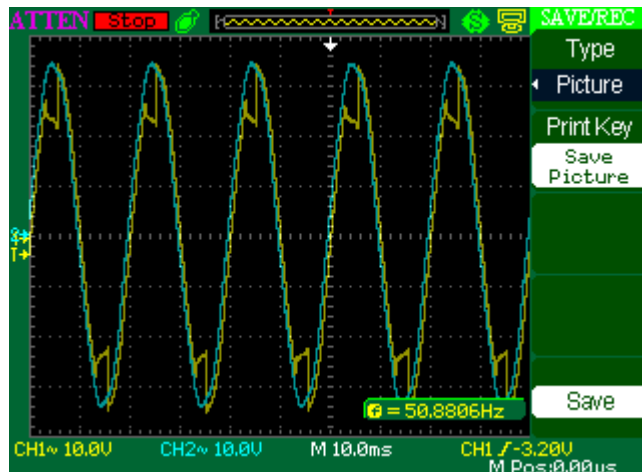 ATTEN Stop SAVE/REC
Type
Picture
Print Key
Save
Picture
Save
f = 50.8806Hz
CH1~ 10.0V CH2~ 10.0V M 10.0ms CH1 -3.20V
M Pos:0.00µs